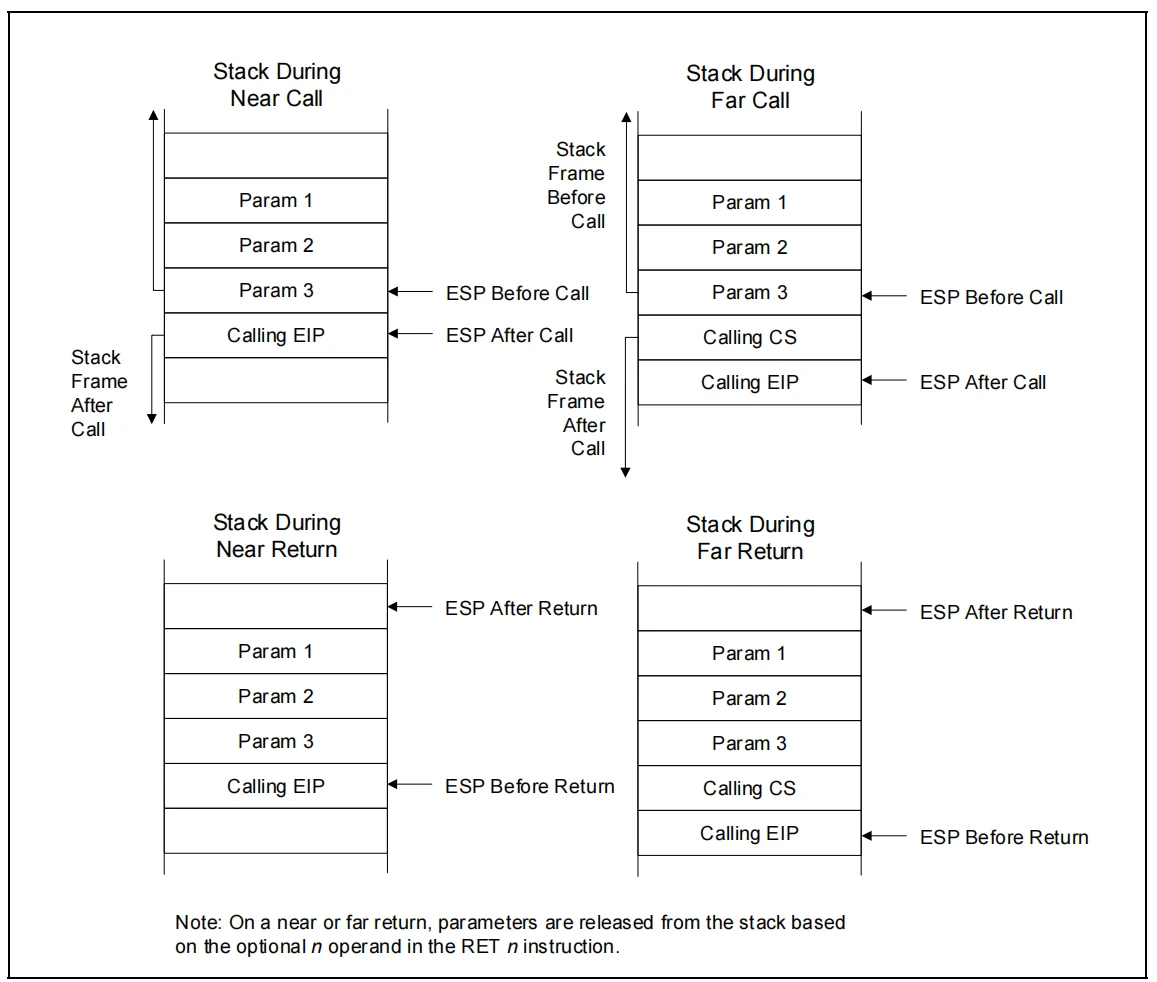 Stack During
Near Call
Param 1
Param 2
Param 3
Calling EIP
ESP Before Call
ESP After Call
Stack
Frame
After
Call
Stack During
Far Call
Stack
Frame
Before
Call
Param 1
Param 2
Param 3
Calling CS
Calling EIP
ESP Before Call
ESP After Call
Stack
Frame
After
Call
Stack During
Near Return
ESP After Return
Param 1
Param 2
Param 3
Calling EIP
ESP Before Return
Stack During
Far Return
ESP After Return
Param 1
Param 2
Param 3
Calling CS
Calling EIP
ESP Before Return
Note: On a near or far return, parameters are released from the stack based
on the optional n operand in the RET n instruction.